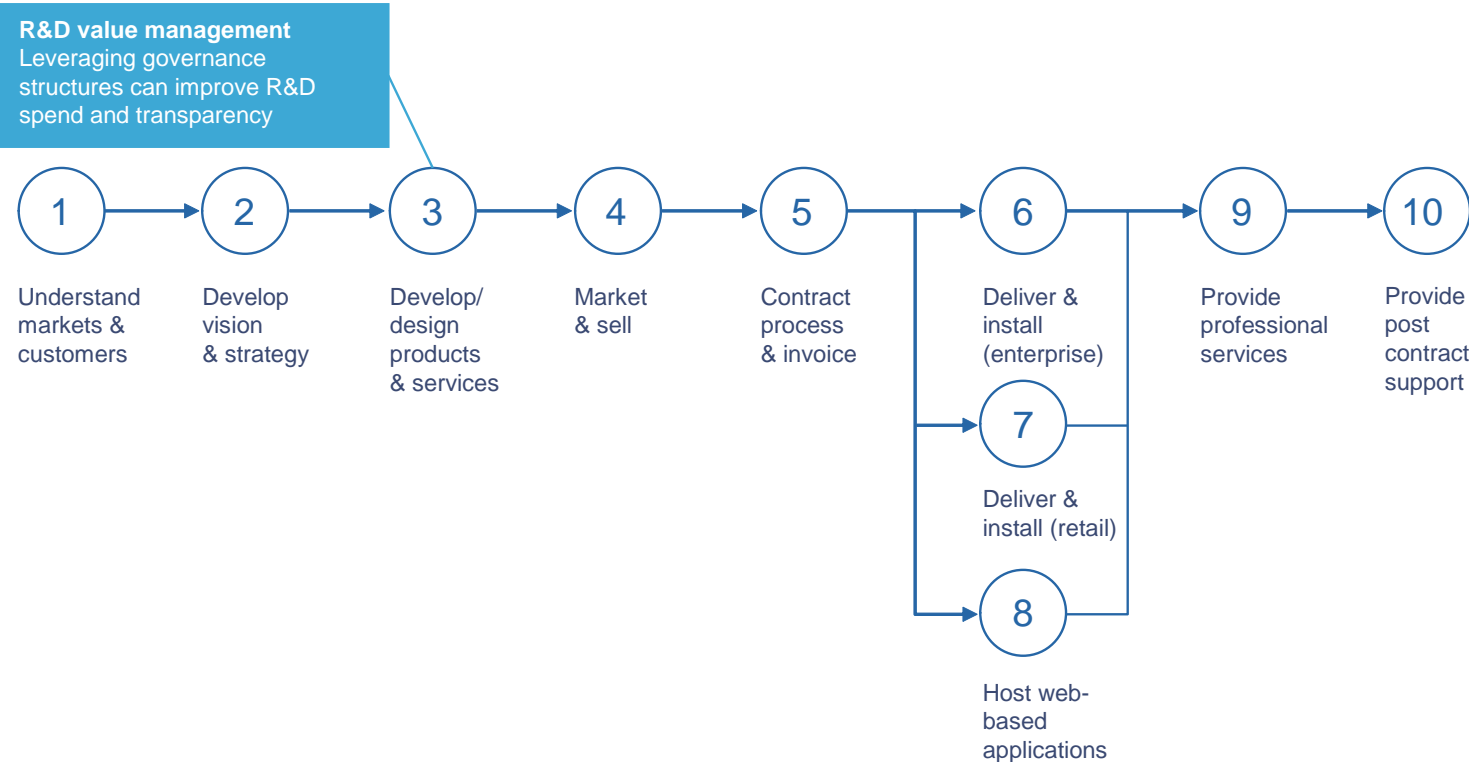 R&D value management
Leveraging governance
structures can improve R&D
spend and transparency
1
2
3
4
5
6
9
10
Understand
markets &
customers
Develop
vision
& strategy
Develop/
design
products
& services
Market
& sell
Contract
process
& invoice
Deliver &
install
(enterprise)
Provide
professional
services
Provide
post
contract
support
7
Deliver &
install (retail)
8
Host web-
based
applications